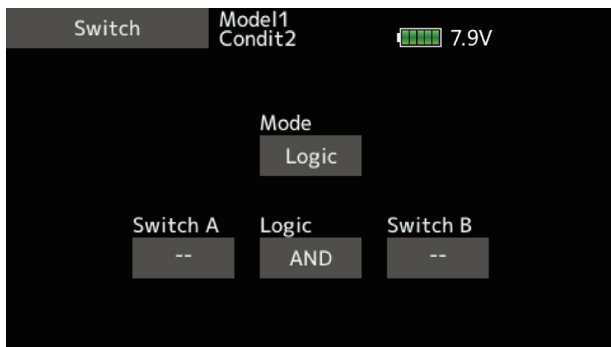 Switch
Model1
Condit2
7.9V
Mode
Logic
Switch A Logic Switch B
-- AND --